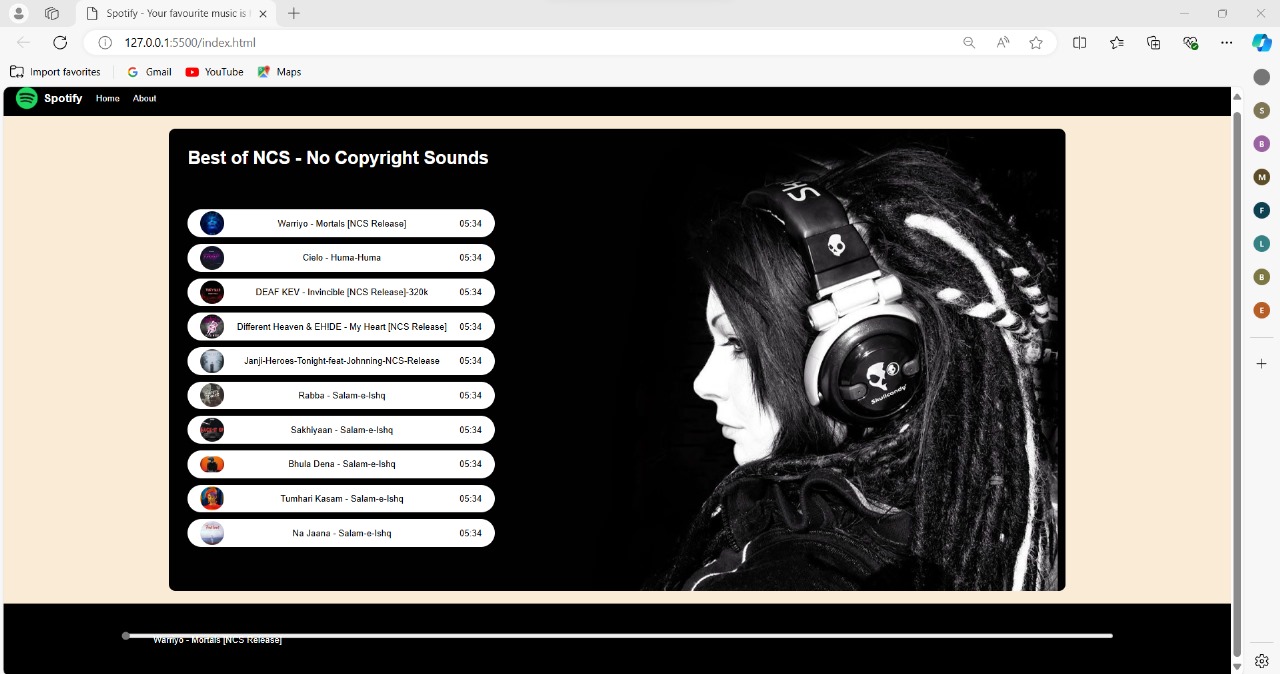 Spotify - Your favourite music is
127.0.0.1:5500/index.html
Import favorites Gmail YouTube Maps
S
B
M
F
L
B
E
Spotify Home About
Best of NCS - No Copyright Sounds
Warriyo - Mortals [NCS Release] 05:34
Cielo - Huma-Huma 05:34
DEAF KEV - Invincible [NCS Release]-320k 05:34
Different Heaven & EHIDE - My Heart [NCS Release] 05:34
Janji-Heroes-Tonight-feat-Johnning-NCS-Release 05:34
Rabba - Salam-e-Ishq 05:34
Sakhiyaan - Salam-e-Ishq 05:34
Bhula Dena - Salam-e-Ishq 05:34
Tumhari Kasam - Salam-e-Ishq 05:34
Na Jaana - Salam-e-Ishq 05:34
Skullcandy
Warriyo - Mortals [NCS Release]